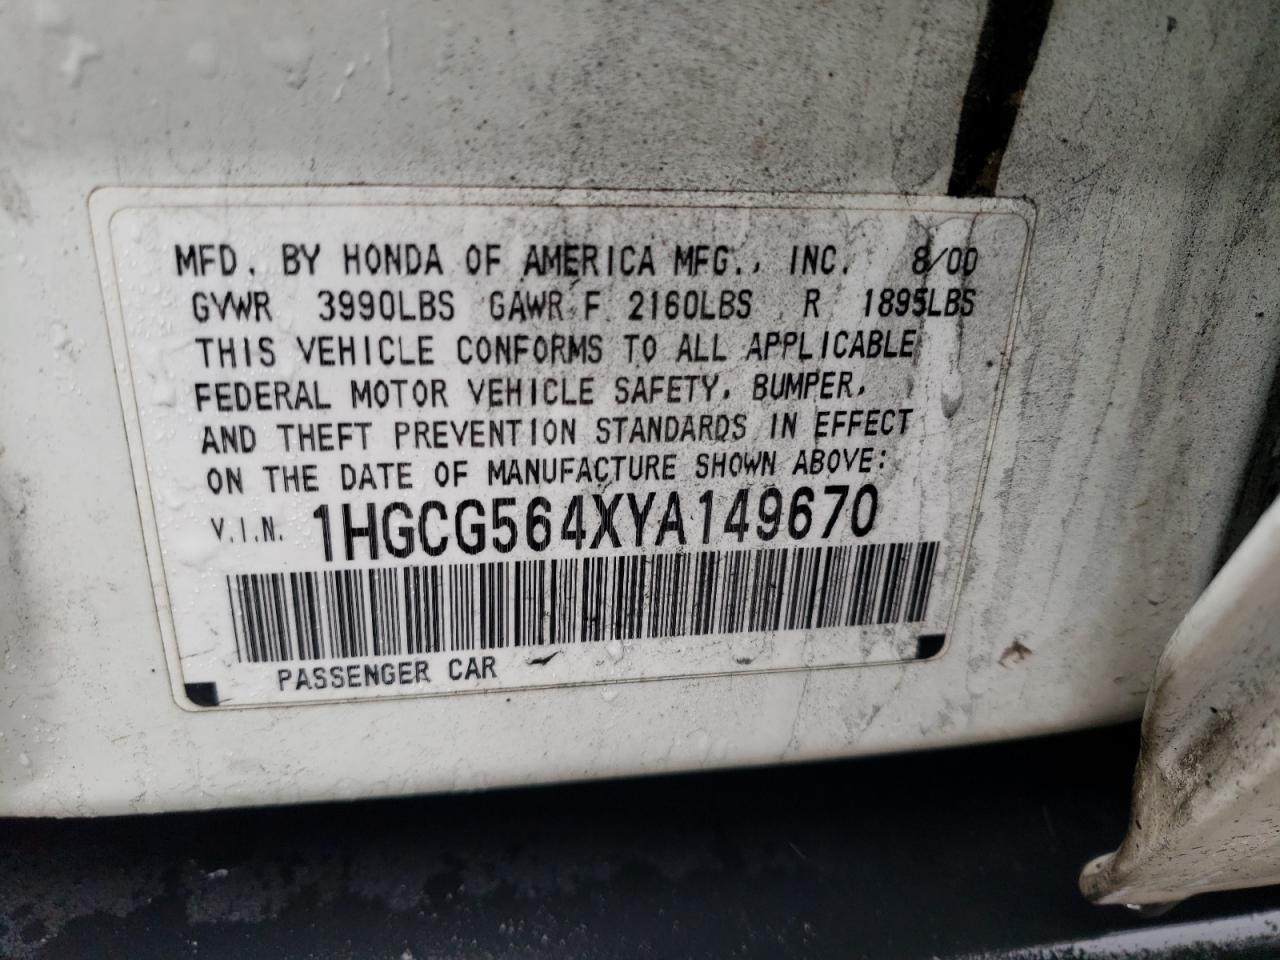 MFD. BY HONDA OF AMERICA MFG., INC. 8/00
GVWR 3990LBS GAWR F 2160LBS R 1895LBS
THIS VEHICLE CONFORMS TO ALL APPLICABLE
FEDERAL MOTOR VEHICLE SAFETY, BUMPER,
AND THEFT PREVENTION STANDARDS IN EFFECT
ON THE DATE OF MANUFACTURE SHOWN ABOVE:
V.I.N. 1HGCG564XYA149670
PASSENGER CAR